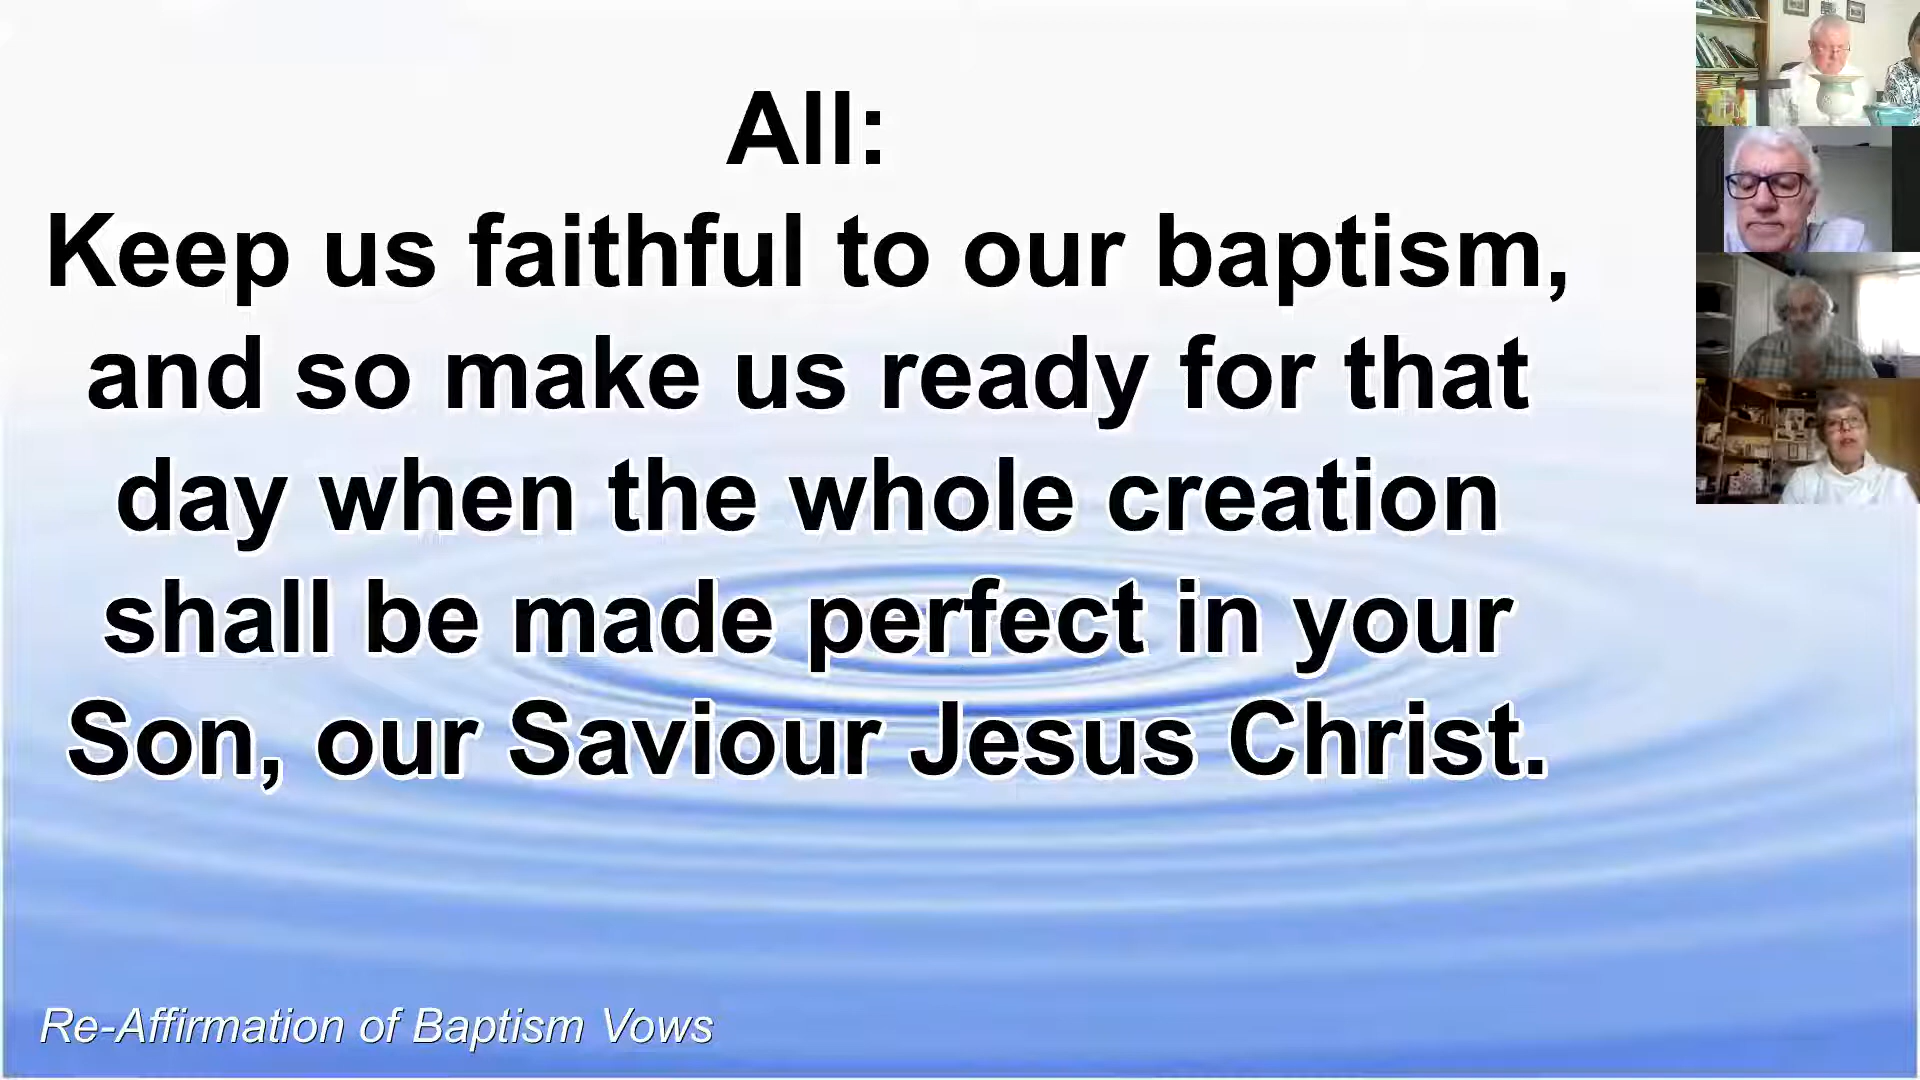 All:
Keep us faithful to our baptism,
and so make us ready for that
day when the whole creation
shall be made perfect in your
Son, our Saviour Jesus Christ.
Re-Affirmation of Baptism Vows